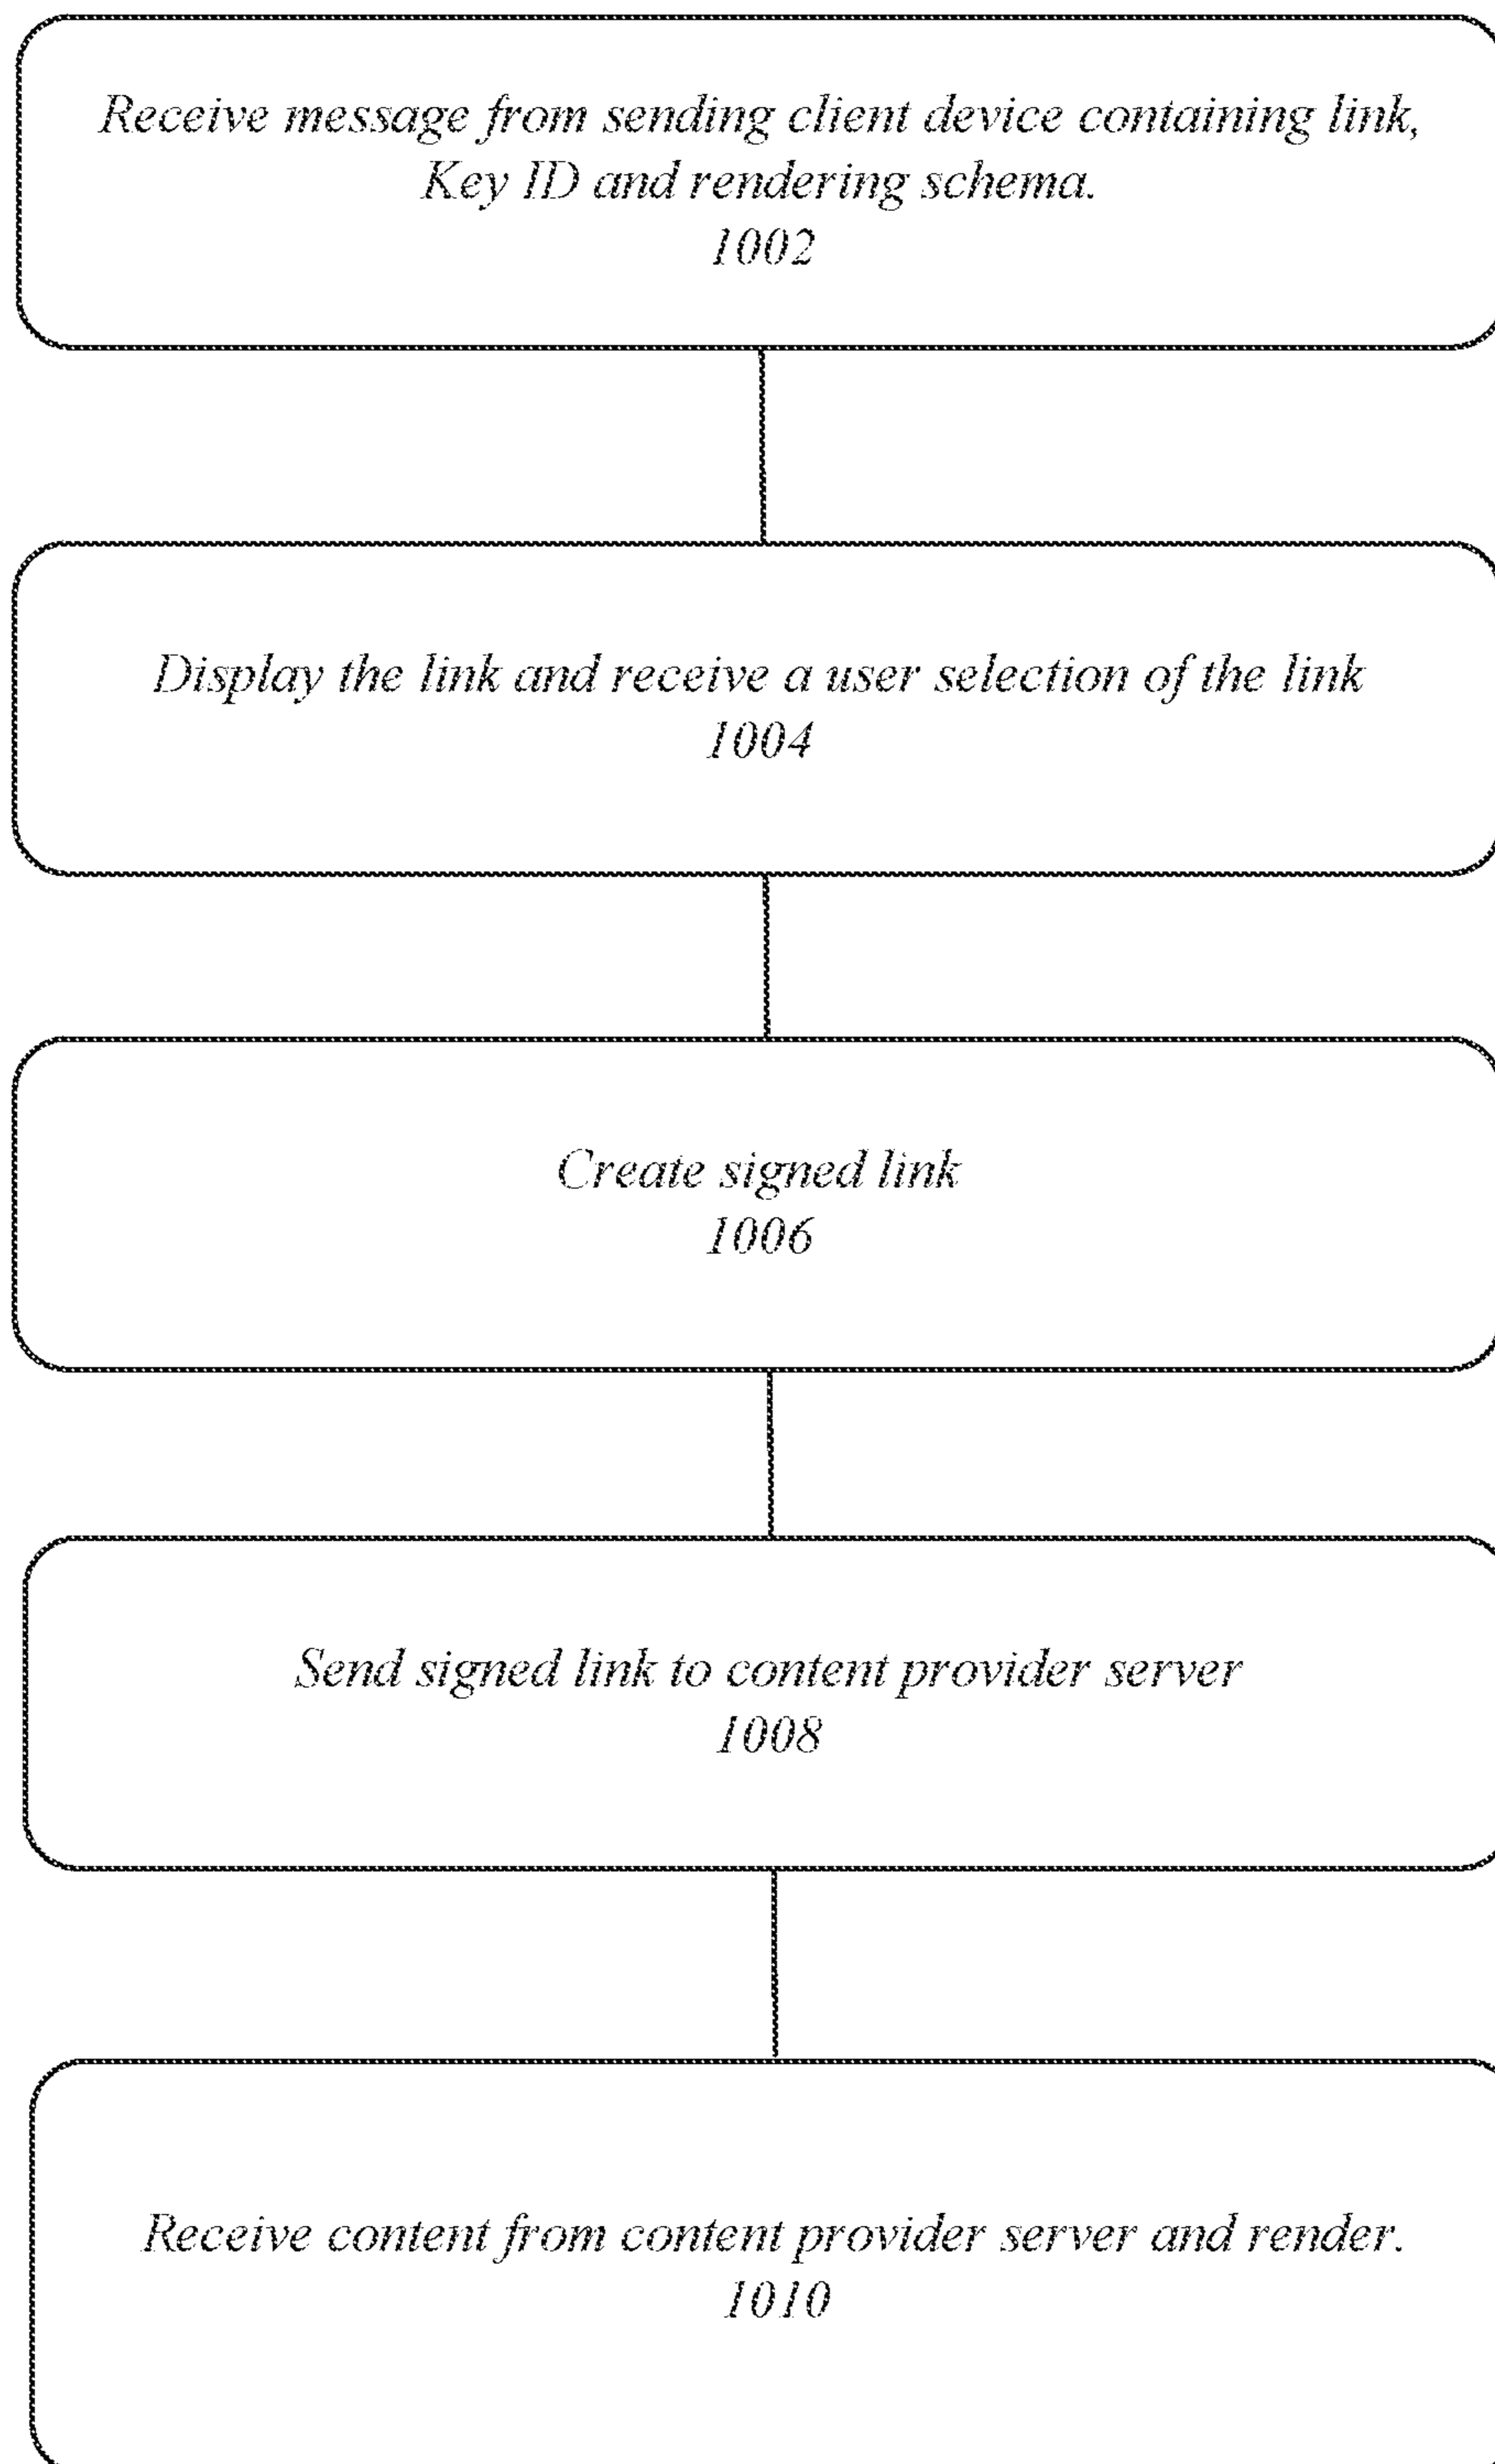 Receive message from sending client device containing link,
Key ID and rendering schema.
1002
Display the link and receive a user selection of the link
1004
Create signed link
1006
Send signed link to content provider server
1008
Receive content from content provider server and render.
1010